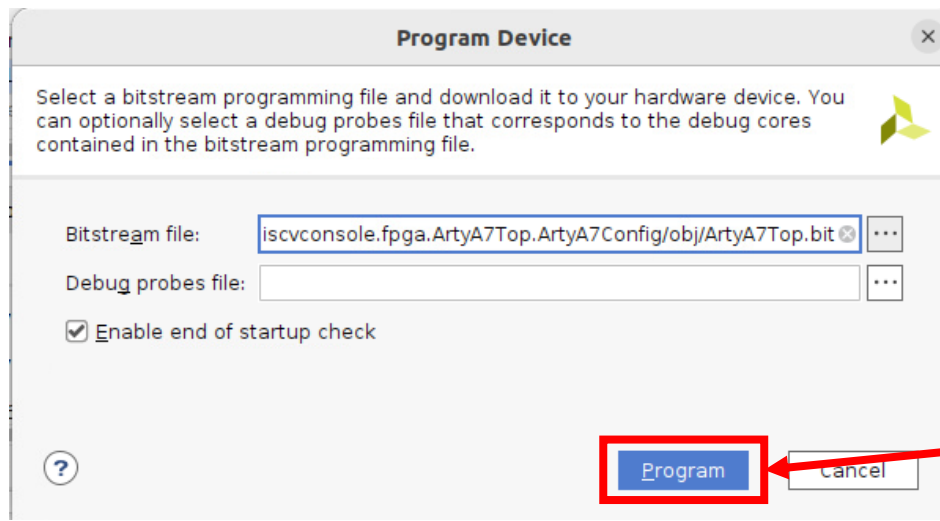 Program Device
Select a bitstream programming file and download it to your hardware device. You
can optionally select a debug probes file that corresponds to the debug cores
contained in the bitstream programming file.
Bitstream file: iscvconsole.fpga.ArtyA7Top.ArtyA7Config/obj/ArtyA7Top.bit ...
Debug probes file: ...
Enable end of startup check
? Program Cancel